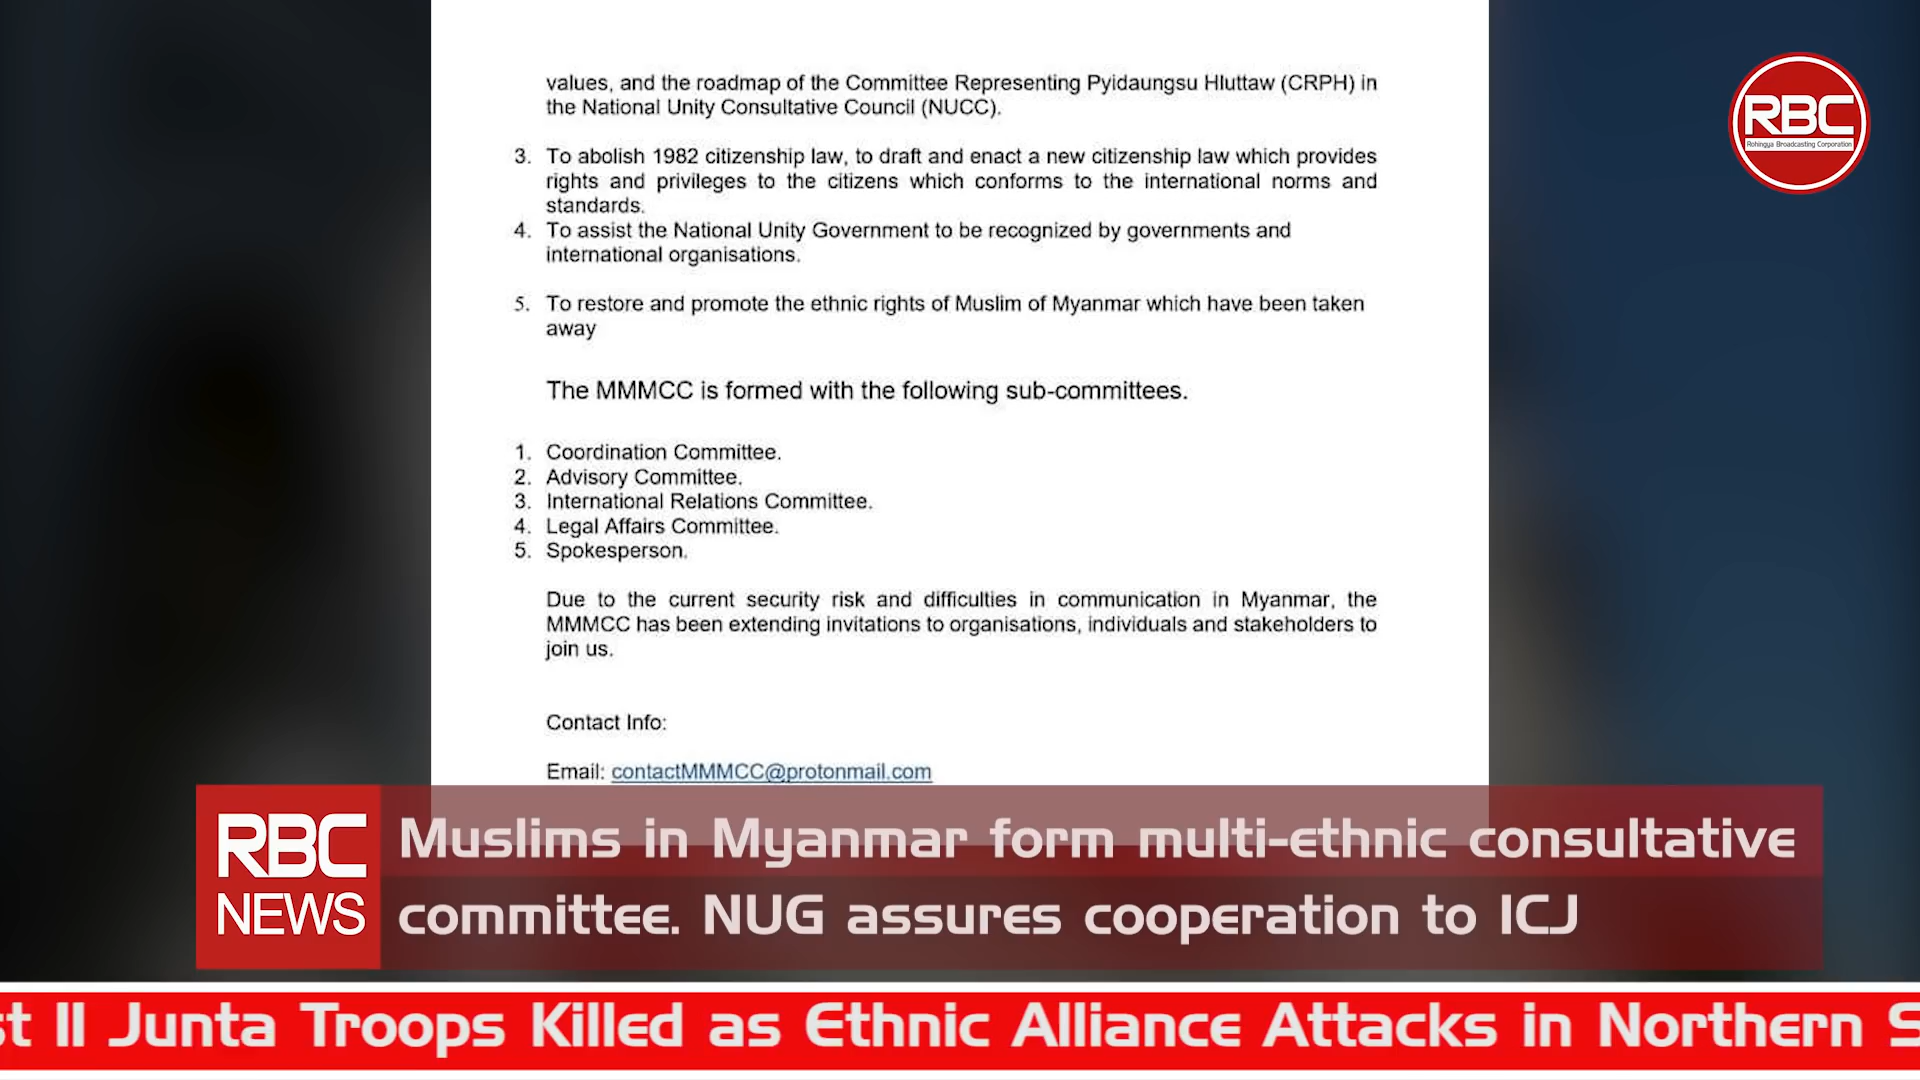 values, and the roadmap of the Committee Representing Pyidaungsu Hluttaw (CRPH) in
the National Unity Consultative Council (NUCC).
3. To abolish 1982 citizenship law, to draft and enact a new citizenship law which provides
rights and privileges to the citizens which conforms to the international norms and
standards.
4. To assist the National Unity Government to be recognized by governments and
international organisations.
5. To restore and promote the ethnic rights of Muslim of Myanmar which have been taken
away
The MMMCC is formed with the following sub-committees.
1. Coordination Committee.
2. Advisory Committee.
3. International Relations Committee.
4. Legal Affairs Committee.
5. Spokesperson.
Due to the current security risk and difficulties in communication in Myanmar, the
MMMCC has been extending invitations to organisations, individuals and stakeholders to
join us.
Contact Info:
Email: contactMMMCC@protonmail.com
RBC
Rohingya Broadcasting Corporation
RBC
NEWS
Muslims in Myanmar form multi-ethnic consultative
committee. NUG assures cooperation to ICJ
st 11 Junta Troops Killed as Ethnic Alliance Attacks in Northern S